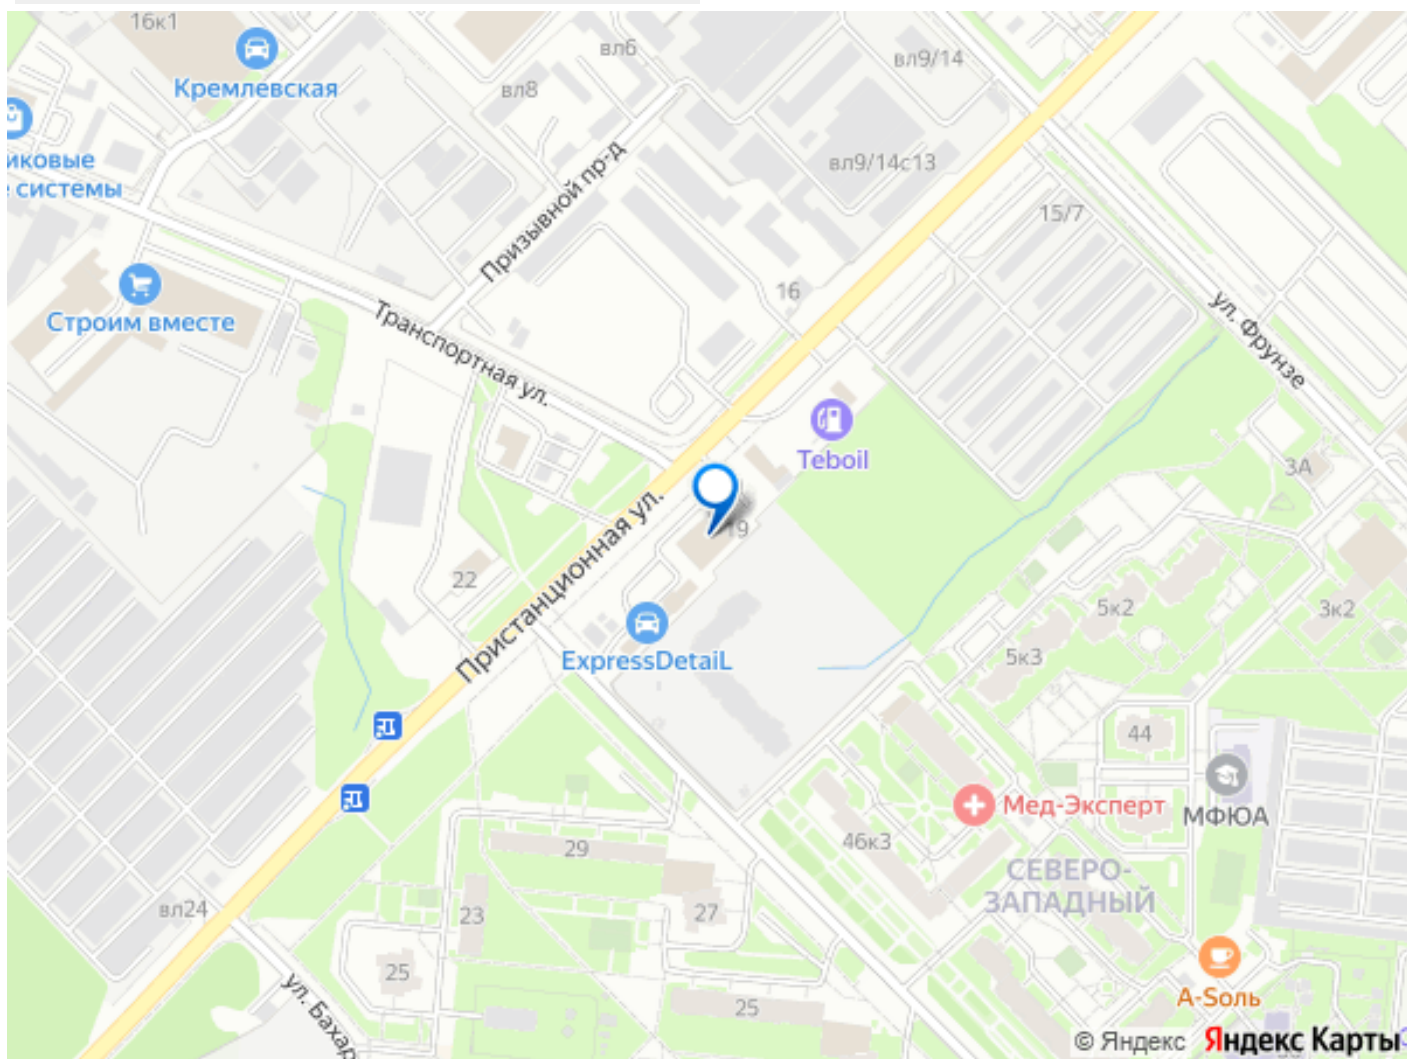 16к1
Кремлевская
вл6
вл8
вл9/14
иковые
системы
вл9/14с13
Призывной пр-д
15/7
Строим вместе
Транспортная ул.
16
ул. Фрунзе
Teboil
3А
19
Пристанционная ул.
22
5к2
3к2
ExpressDetaiL
5к3
44
Мед-Эксперт
МФЮА
29
46к3
СЕВЕРО-
ЗАПАДНЫЙ
вл24
23
27
25
ул. Бахар
25
А-Sоль
© Яндекс Яндекс Карты